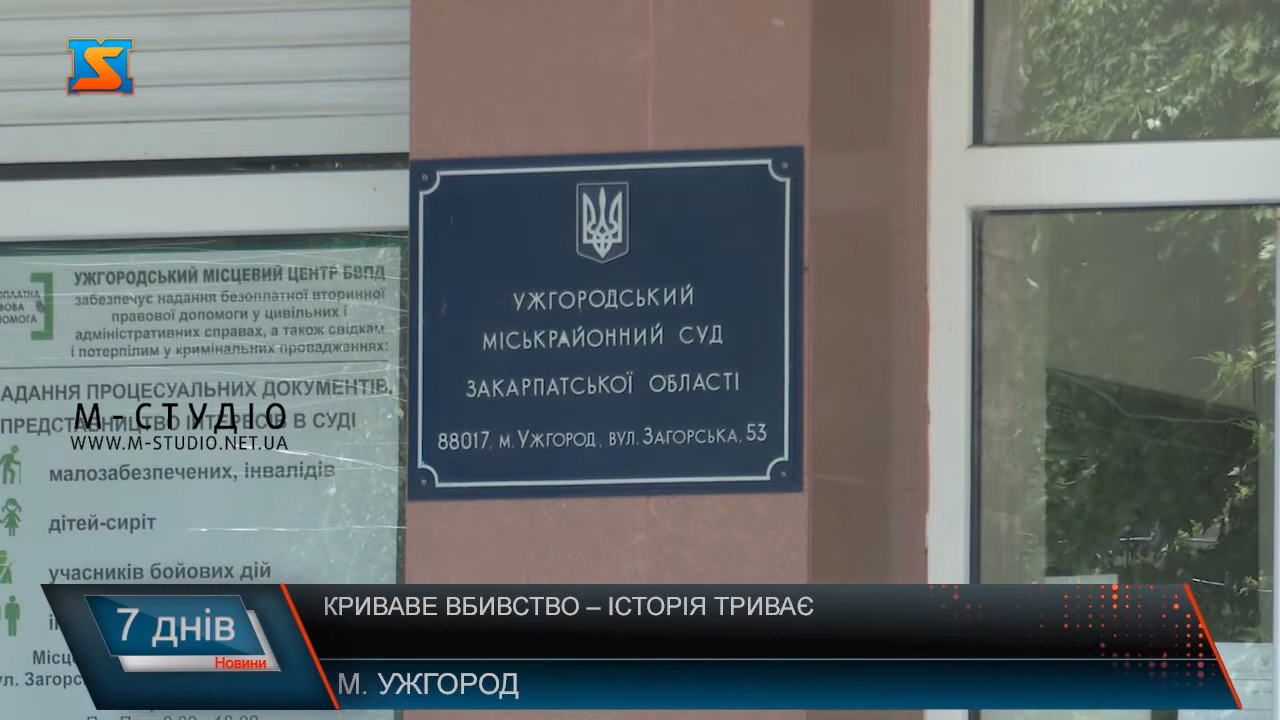 УЖГОРОДСЬКИЙ МІСЦЕВИЙ ЦЕНТР БВПД
забезпечує надання безоплатної вторинної
правової допомоги у цивільних і
адміністративних справах, а також свідкам
і потерпілим у кримінальних провадженнях:
ПРОЦЕСУАЛЬНИХ ДОКУМЕНТІВ,
ПРЕДСТАВНИЦТВО ІНТЕРЕСІВ В СУДІ
малозабезпечених, інвалідів
дітей-сиріт
учасників бойових дій
М-СТУДІО
WWW.M-STUDIO.NET.UA
УЖГОРОДСЬКИЙ
МІСЬКРАЙОННИЙ СУД
ЗАКАРПАТСЬКОЇ ОБЛАСТІ
88017, м. УЖГОРОД, ВУЛ. ЗАГОРСЬКА, 53
7 днів
Новини
КРИВАВЕ ВБИВСТВО – ІСТОРІЯ ТРИВАЄ
М. УЖГОРОД